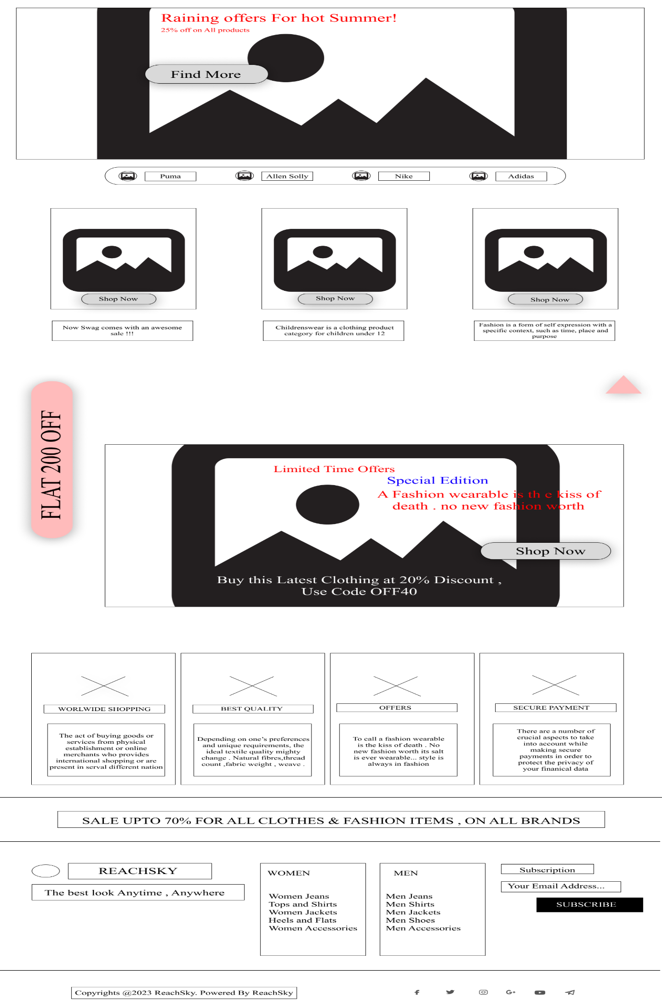 Raining offers For hot Summer!
25% off on All products
Find More
Puma
Allen Solly
Nike
Adidas
Shop Now
Shop Now
Shop Now
Now Swag comes with an awesome
sale !!!
Childrenswear is a clothing product
category for children under 12
Fashion is a form of self expression with a
specific context, such as time, place and
purpose
FLAT 200 OFF
Limited Time Offers
Special Edition
A Fashion wearable is th e kiss of
death . no new fashion worth
Shop Now
Buy this Latest Clothing at 20% Discount ,
Use Code OFF40
WORLWIDE SHOPPING
The act of buying goods or
services from physical
establishment or online
merchants who provides
international shopping or are
present in serval different nation
BEST QUALITY
Depending on one’s preferences
and unique requirements, the
ideal textile quality mighty
change . Natural fibres,thread
count ,fabric weight , weave .
OFFERS
To call a fashion wearable
is the kiss of death . No
new fashion worth its salt
is ever wearable... style is
always in fashion
SECURE PAYMENT
There are a number of
crucial aspects to take
into account while
making secure
payments in order to
protect the privacy of
your finanical data
SALE UPTO 70% FOR ALL CLOTHES & FASHION ITEMS , ON ALL BRANDS
REACHSKY
The best look Anytime , Anywhere
WOMEN
Women Jeans
Tops and Shirts
Women Jackets
Heels and Flats
Women Accessories
MEN
Men Jeans
Men Shirts
Men Jackets
Men Shoes
Men Accessories
Subscription
Your Email Address...
SUBSCRIBE
Copyrights @2023 ReachSky. Powered By ReachSky